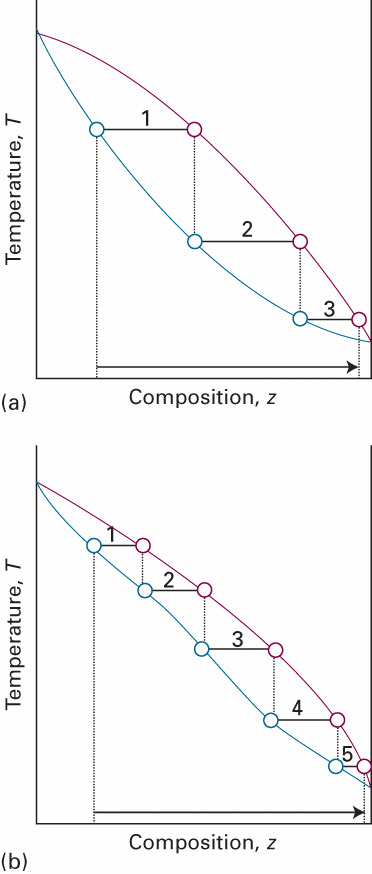 1
2
3
Temperature, T
Composition, z
(a)
1
2
3
4
5
Temperature, T
Composition, z
(b)